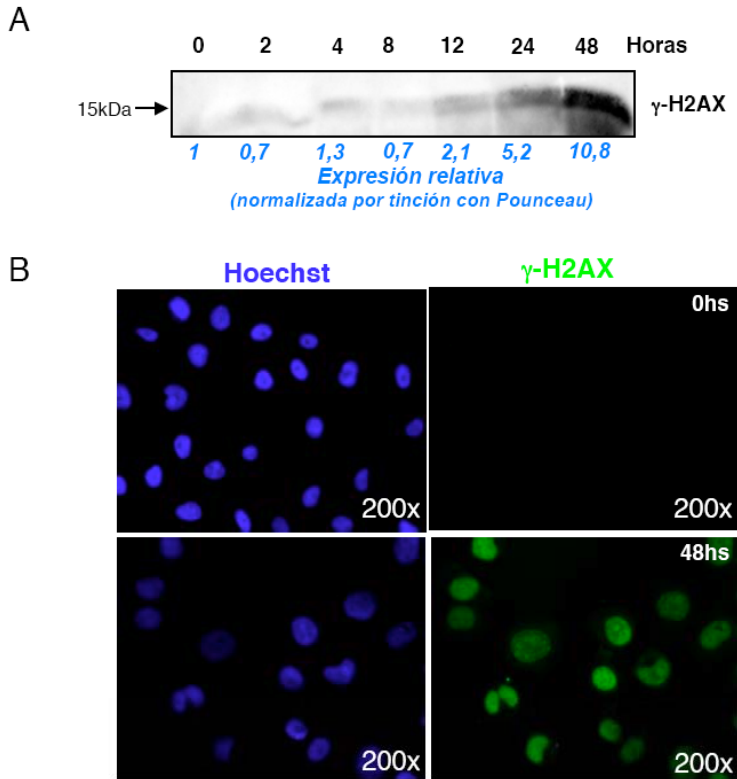 A
0 2 4 8 12 24 48 Horas
15kDa γ-H2AX
1 0,7 1,3 0,7 2,1 5,2 10,8
Expresión relativa
(normalizada por tinción con Pounceau)
B
Hoechst γ-H2AX
0hs
200x 200x
48hs
200x 200x